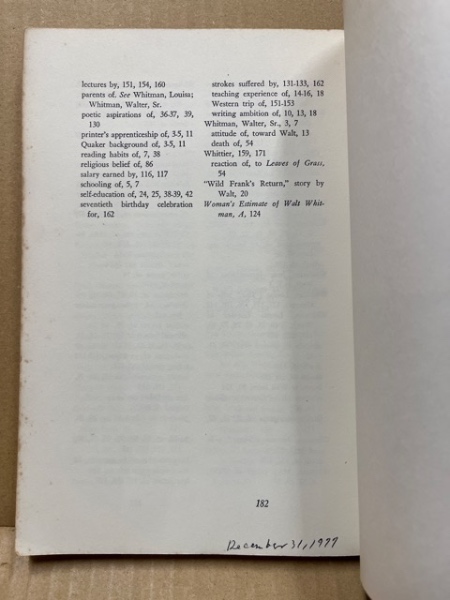 lectures by, 151, 154, 160
parents of. See Whitman, Louisa;
Whitman, Walter, Sr.
poetic aspirations of, 36-37, 39,
130
printer's apprenticeship of, 3-5, 11
Quaker background of, 3-5, 11
reading habits of, 7, 38
religious belief of, 86
salary earned by, 116, 117
schooling of, 5, 7
self-education of, 24, 25, 38-39, 42
seventieth birthday celebration
for, 162
strokes suffered by, 131-133, 162
teaching experience of, 14-16, 18
Western trip of, 151-153
writing ambition of, 10, 13, 18
Whitman, Walter, Sr., 3, 7
attitude of, toward Walt, 13
death of, 54
Whittier, 159, 171
reaction of, to Leaves of Grass,
54
"Wild Frank's Return," story by
Walt, 20
Woman's Estimate of Walt Whit-
man, A, 124
182
December 31, 1977